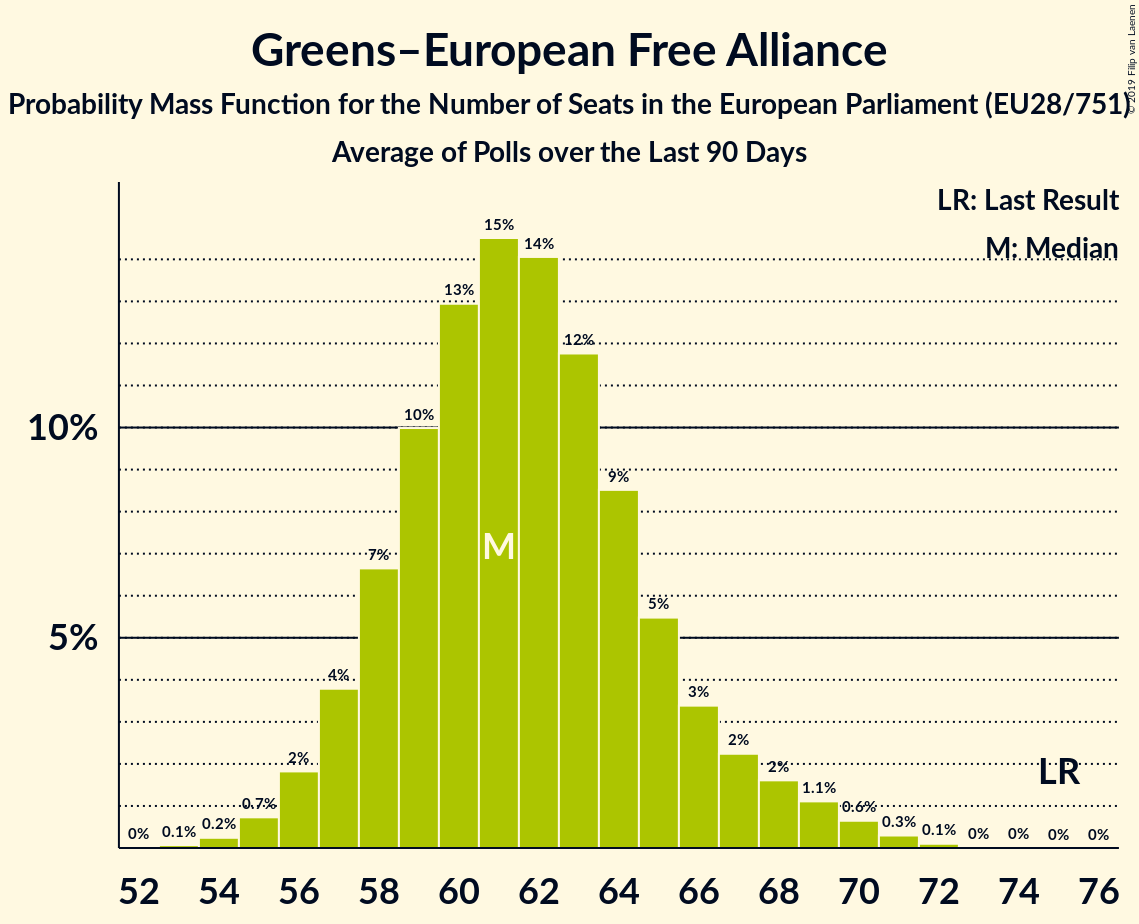 Greens–European Free Alliance
Probability Mass Function for the Number of Seats in the European Parliament (EU28/751)
Average of Polls over the Last 90 Days
© 2019 Filip van Laenen
LR: Last Result
M: Median
10%
5%
0% 0.1% 0.2% 0.7% 2% 4% 7% 10% 13% 15% 14% 12% 9% 5% 3% 2% 2% 1.1% 0.6% 0.3% 0.1% 0% 0% 0% 0%
M
LR
52 54 56 58 60 62 64 66 68 70 72 74 76